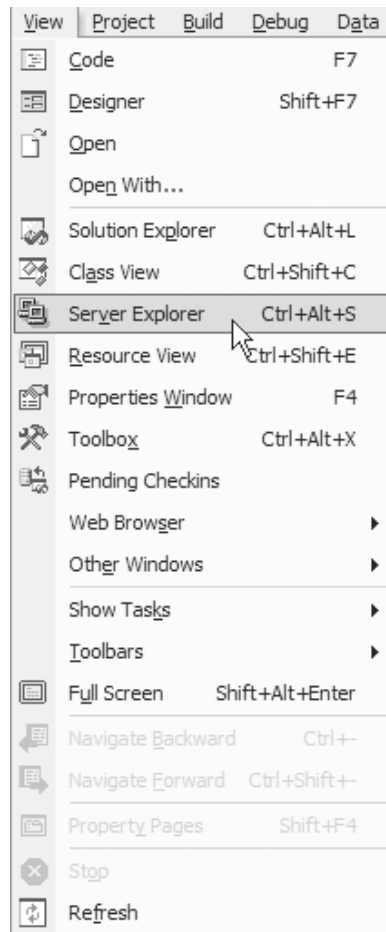 View Project Build Debug Data
Code F7
Designer Shift+F7
Open
Open With...
Solution Explorer Ctrl+Alt+L
Class View Ctrl+Shift+C
Server Explorer Ctrl+Alt+S
Resource View Ctrl+Shift+E
Properties Window F4
Toolbox Ctrl+Alt+X
Pending Checkins
Web Browser
Other Windows
Show Tasks
Toolbars
Full Screen Shift+Alt+Enter
Navigate Backward Ctrl+-
Navigate Forward Ctrl+Shift+-
Property Pages Shift+F4
Stop
Refresh